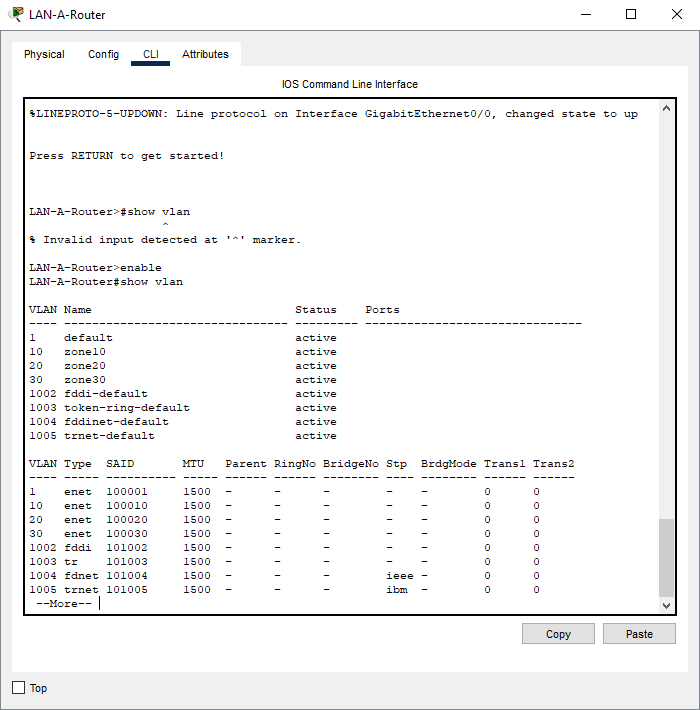 LAN-A-Router
Physical Config CLI Attributes
IOS Command Line Interface
%LINEPROTO-5-UPDOWN: Line protocol on Interface GigabitEthernet0/0, changed state to up
Press RETURN to get started!
LAN-A-Router>#show vlan
^
% Invalid input detected at '^' marker.
LAN-A-Router>enable
LAN-A-Router#show vlan
VLAN Name                             Status    Ports
---- -------------------------------- --------- -------------------------------
1    default                          active
10   zone10                           active
20   zone20                           active
30   zone30                           active
1002 fddi-default                     active
1003 token-ring-default               active
1004 fddinet-default                  active
1005 trnet-default                    active
VLAN Type  SAID       MTU   Parent RingNo BridgeNo Stp  BrdgMode Trans1 Trans2
---- ----- ---------- ----- ------ ------ -------- ---- -------- ------ ------
1    enet  100001     1500  -      -      -        -    -        0      0
10   enet  100010     1500  -      -      -        -    -        0      0
20   enet  100020     1500  -      -      -        -    -        0      0
30   enet  100030     1500  -      -      -        -    -        0      0
1002 fddi  101002     1500  -      -      -        -    -        0      0
1003 tr    101003     1500  -      -      -        -    -        0      0
1004 fdnet 101004     1500  -      -      -        ieee -        0      0
1005 trnet 101005     1500  -      -      -        ibm  -        0      0
--More--
Copy Paste
Top